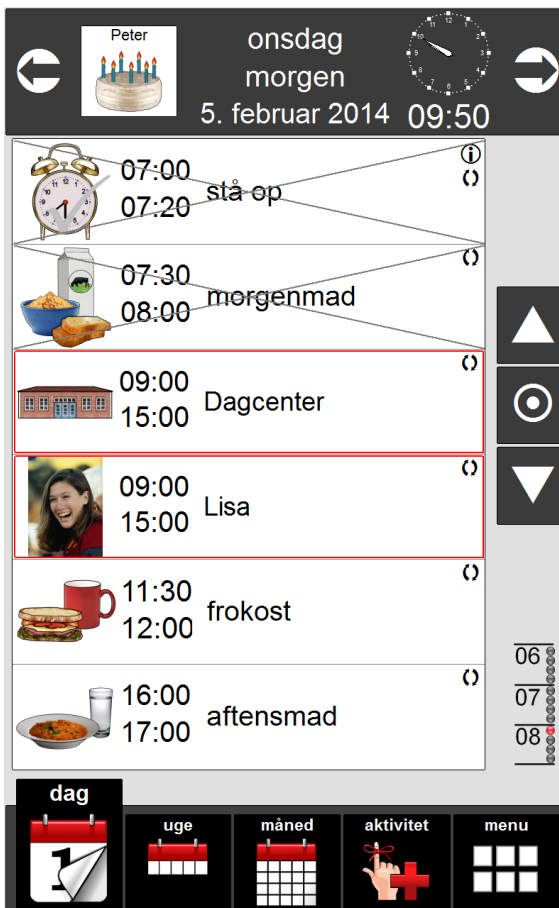 Peter
onsdag
morgen
5. februar 2014
09:50
07:00
07:20
stå op
07:30
08:00
morgenmad
09:00
15:00
Dagcenter
09:00
15:00
Lisa
11:30
12:00
frokost
16:00
17:00
aftensmad
06
07
08
dag
1
uge
måned
aktivitet
menu